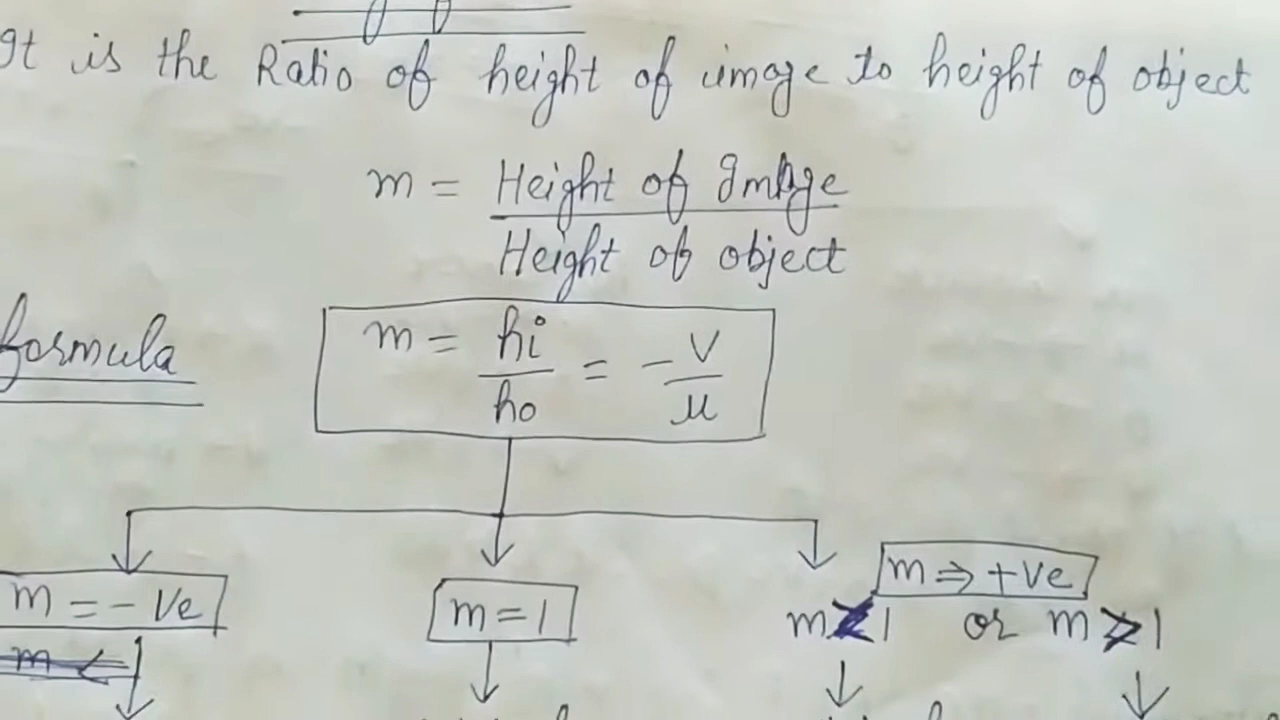 It is the Ratio of height of image to height of object
m = Height of Image
Height of object
formula
m = hi = - v
ho u
m = - Ve
m = 1
m ⇒ +ve
m < 1 or m > 1
m <